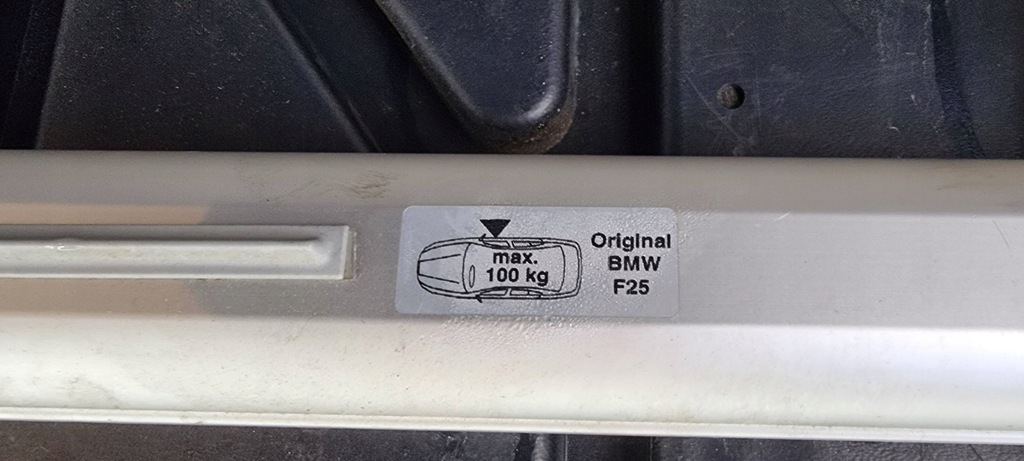 max.
100 kg
Original
BMW
F25